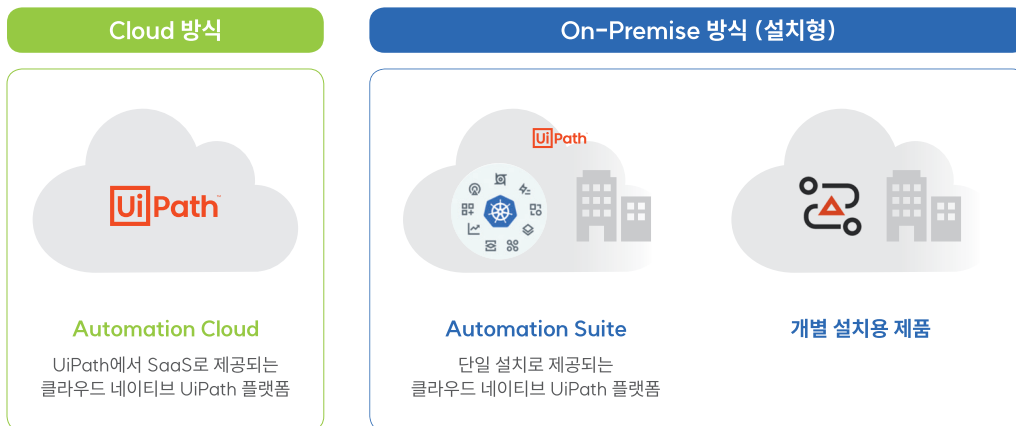 Cloud 방식
On-Premise 방식 (설치형)
UiPath
UiPath
Automation Cloud
UiPath에서 SaaS로 제공되는
클라우드 네이티브 UiPath 플랫폼
Automation Suite
단일 설치로 제공되는
클라우드 네이티브 UiPath 플랫폼
개별 설치용 제품